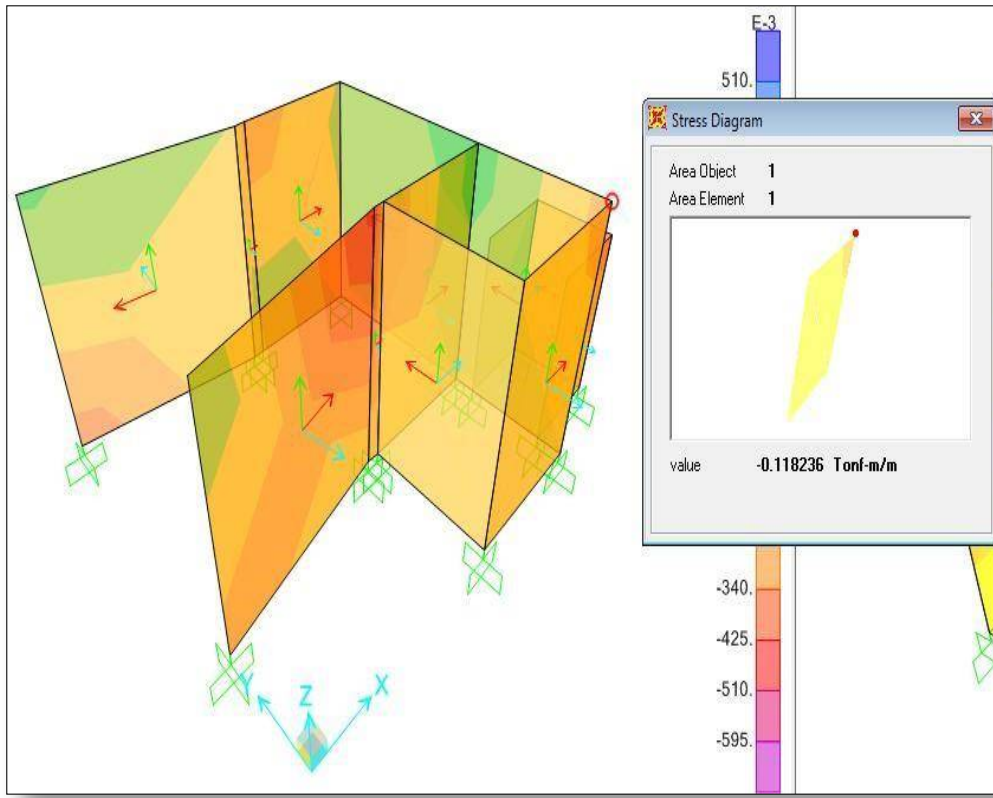 E-3
510.
Stress Diagram
Area Object 1
Area Element 1
value -0.118236 Tonf-m/m
-340.
-425.
-510.
-595.
Y Z X